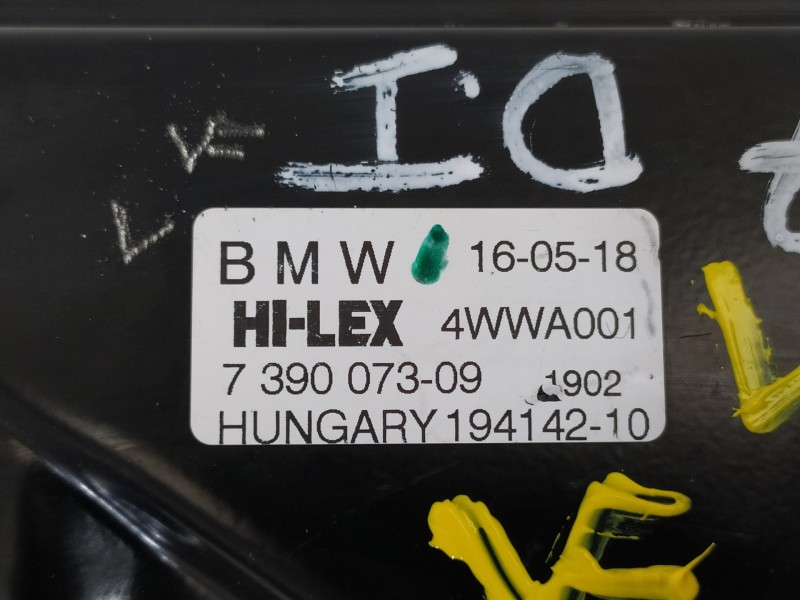 I.D
BMW 16-05-18
HI-LEX 4WWA001
7 390 073-09 1902
HUNGARY 194142-10